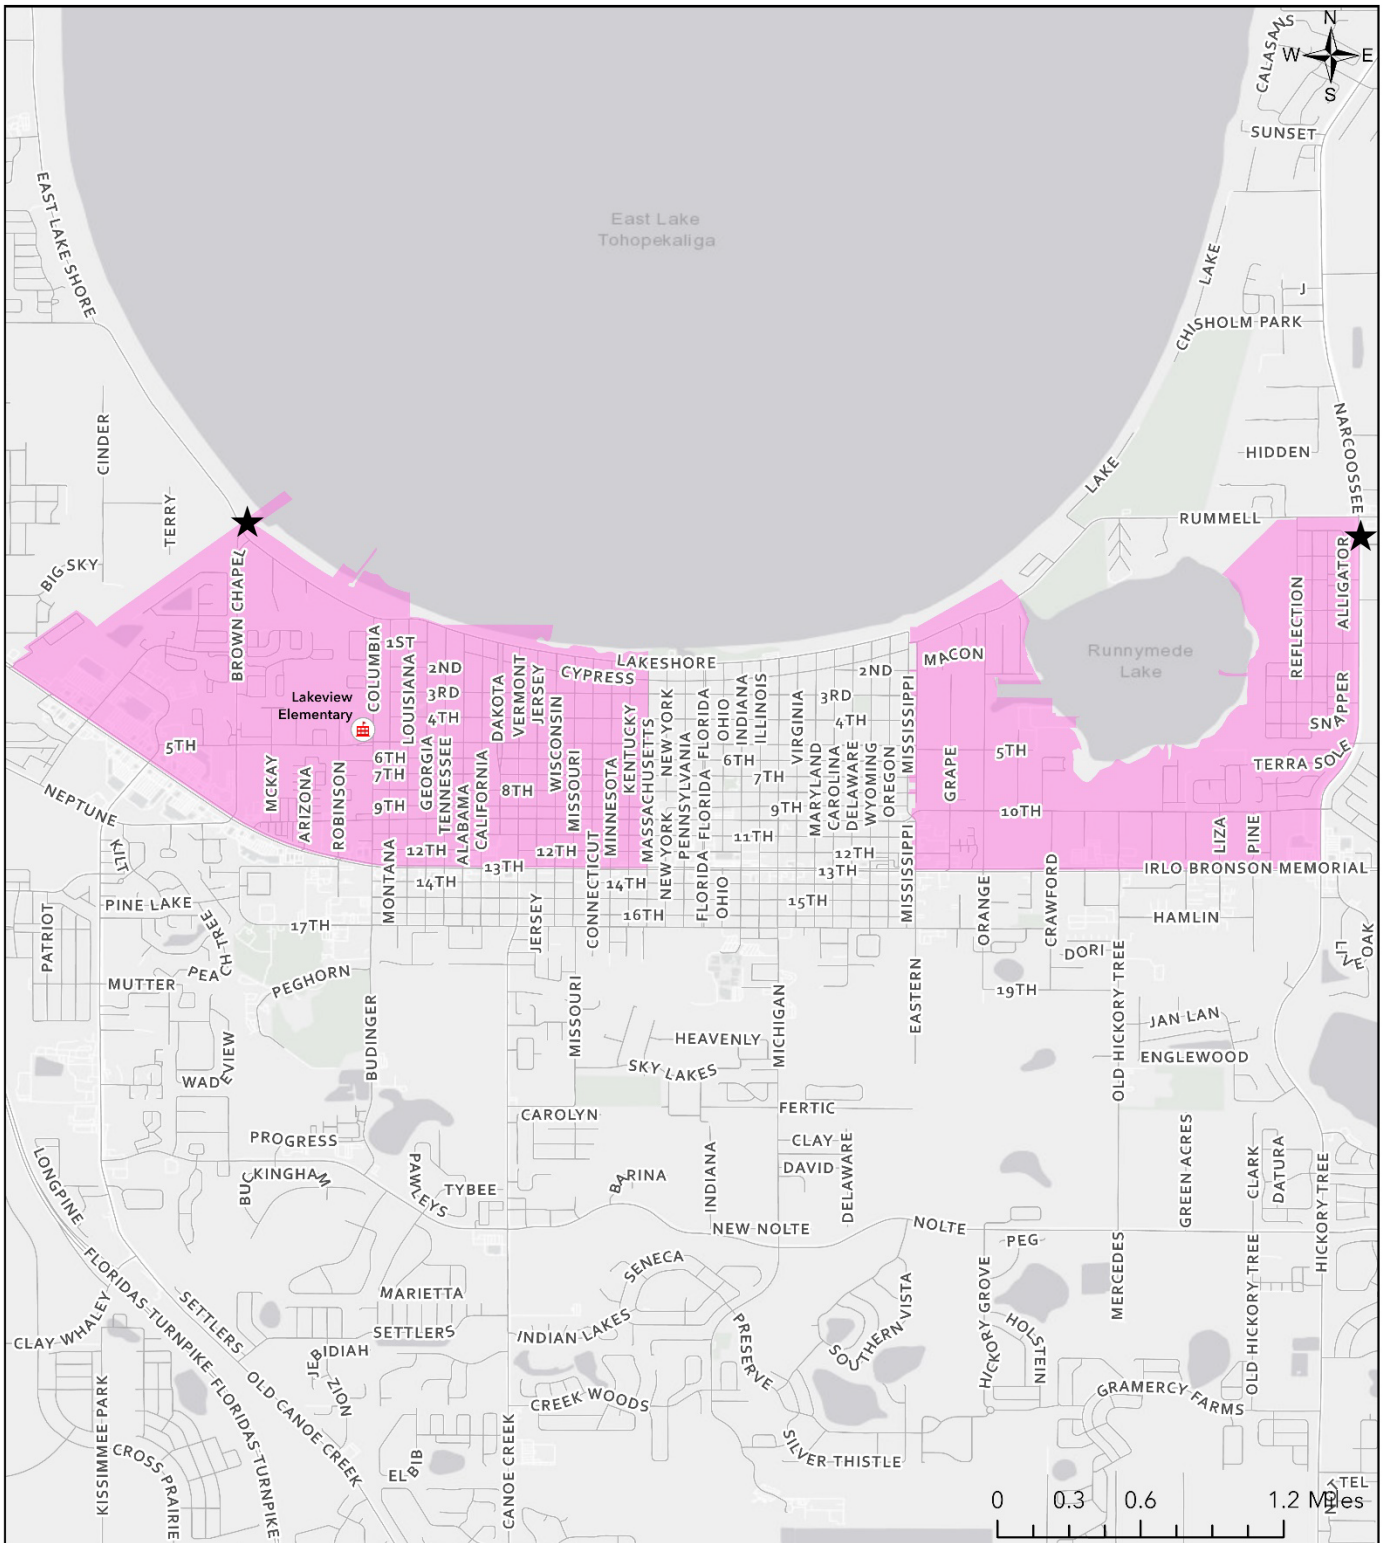 N
W E
S
CALASANS
SUNSET
EAST LAKE SHORE
East Lake
Tohopekaliga
LAKE
J
CHISHOLM PARK
NARCOOSSEE
CINDER
HIDDEN
LAKE
TERRY
RUMMELL
BIG SKY
BROWN CHAPEL
ALLIGATOR
REFLECTION
COLUMBIA
1ST
LAKESHORE
MACON
Runnymede
Lake
2ND
2ND
CYPRESS
LOUISIANA
DAKOTA
VERMONT
JERSEY
Lakeview
Elementary
3RD
3RD
4TH
4TH
WISCONSIN
KENTUCKY
MASSACHUSETTS
NEW YORK
FLORIDA
FLORIDA
OHIO
INDIANA
ILLINOIS
VIRGINIA
MISSISSIPPI
SNAPPER
5TH
5TH
TERRA SOLE
MCKAY
ARIZONA
ROBINSON
6TH
7TH
9TH
GEORGIA
TENNESSEE
ALABAMA
CALIFORNIA
8TH
MISSOURI
MINNESOTA
PENNSYLVANIA
6TH
7TH
9TH
MARYLAND
CAROLINA
DELAWARE
WYOMING
OREGON
GRAPE
10TH
LIZA
PINE
NEPTUNE
KILT
12TH
12TH
11TH
12TH
13TH
13TH
IRLO BRONSON MEMORIAL
MONTANA
14TH
CONNECTICUT
14TH
NEW YORK
FLORIDA
OHIO
15TH
MISSISSIPPI
ORANGE
CRAWFORD
PINE LAKE
PATRIOT
PEACHTREE
17TH
16TH
JERSEY
HAMLIN
DORI
LIVE OAK
MUTTER
PEGHORN
19TH
EASTERN
OLD HICKORY TREE
BUDINGER
MISSOURI
MICHIGAN
JAN LAN
WADEVIEW
HEAVENLY
ENGLEWOOD
SKY LAKES
CAROLYN
FERTIC
PROGRESS
CLAY
DAVID
DELAWARE
INDIANA
GREEN ACRES
CLARK
DATURA
HICKORY TREE
LONGPINE
BUCKINGHAM
PAWLEYS
TYBEE
BARINA
NEW NOLTE
NOLTE
PEG
SENECA
MERCEDES
HICKORY GROVE
FLORIDAS TURNPIKE
SETTLERS
MARIETTA
SOUTHERN VISTA
OLD HICKORY TREE
CLAY WHALEY
SETTLERS
INDIAN LAKES
PRESERVE
HOLSTEIN
JEBIDIAH
ZION
FLORIDAS TURNPIKE
OLD CANOE CREEK
KISSIMMEE PARK
CREEK WOODS
GRAMERCY FARMS
CROSS PRAIRIE
CANOE CREEK
SILVER THISTLE
EL BIB
0 0.3 0.6 1.2 Miles